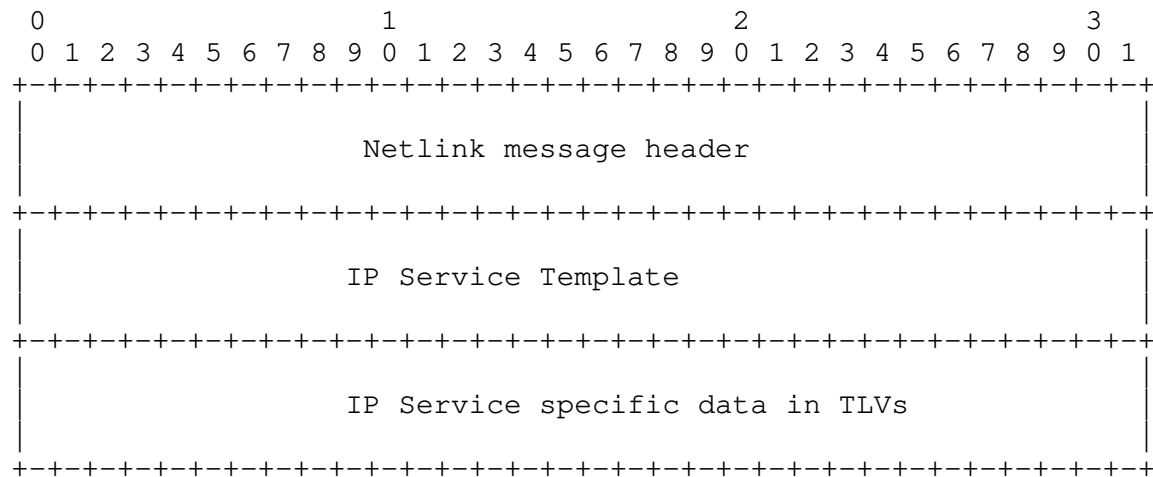 0                   1                   2                   3
 0 1 2 3 4 5 6 7 8 9 0 1 2 3 4 5 6 7 8 9 0 1 2 3 4 5 6 7 8 9 0 1
+-+-+-+-+-+-+-+-+-+-+-+-+-+-+-+-+-+-+-+-+-+-+-+-+-+-+-+-+-+-+-+-+
|                                                               |
|                   Netlink message header                      |
|                                                               |
+-+-+-+-+-+-+-+-+-+-+-+-+-+-+-+-+-+-+-+-+-+-+-+-+-+-+-+-+-+-+-+-+
|                                                               |
|                  IP Service Template                          |
|                                                               |
+-+-+-+-+-+-+-+-+-+-+-+-+-+-+-+-+-+-+-+-+-+-+-+-+-+-+-+-+-+-+-+-+
|                                                               |
|                  IP Service specific data in TLVs             |
|                                                               |
+-+-+-+-+-+-+-+-+-+-+-+-+-+-+-+-+-+-+-+-+-+-+-+-+-+-+-+-+-+-+-+-+